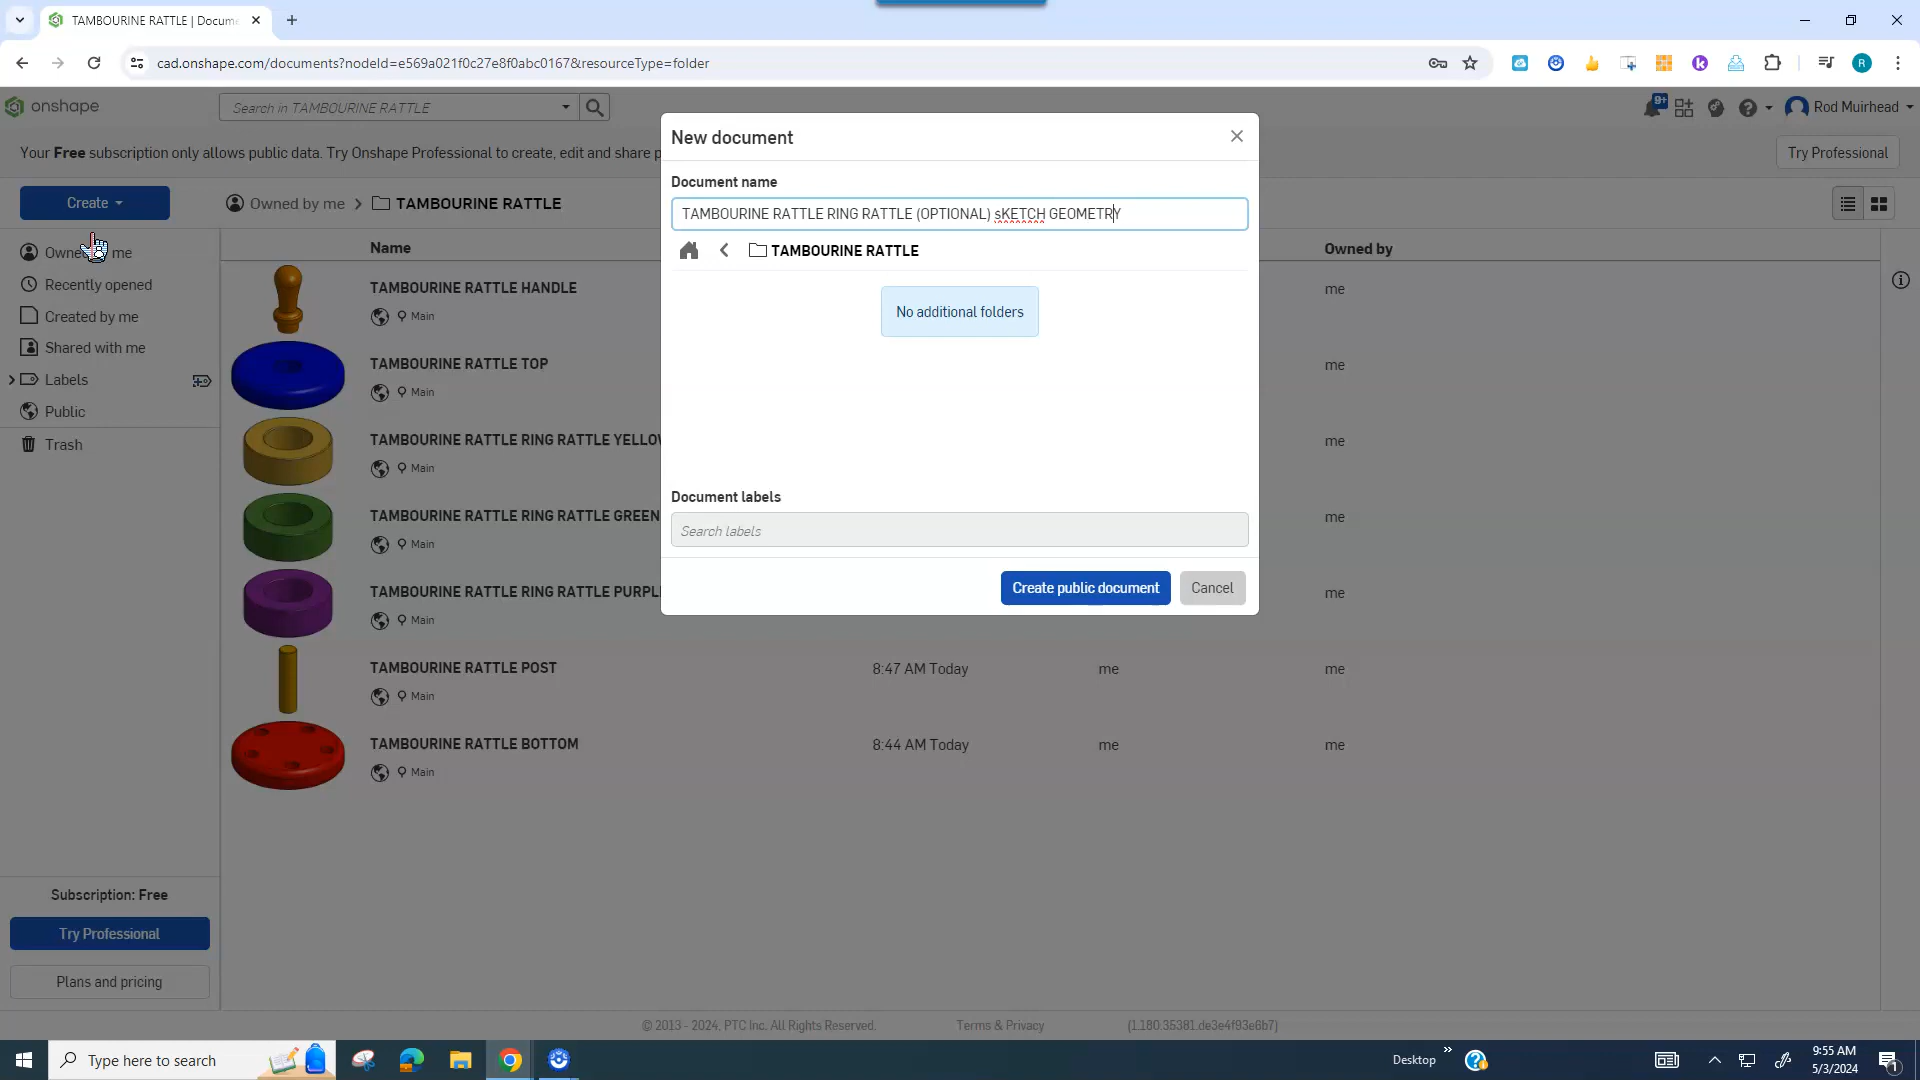 TAMBOURINE RATTLE | Docum
cad.onshape.com/documents?nodeId=e569a021f0c27e8f0abc0167&resourceType=folder
R
onshape
Search in TAMBOURINE RATTLE
9+
Rod Muirhead
Your Free subscription only allows public data. Try Onshape Professional to create, edit and share p
Try Professional
Create
Owned by me
TAMBOURINE RATTLE
Owned by me
Recently opened
Created by me
Shared with me
Labels
Public
Trash
Name
Owned by
TAMBOURINE RATTLE HANDLE
Main
me
TAMBOURINE RATTLE TOP
Main
me
TAMBOURINE RATTLE RING RATTLE YELLOW
Main
me
TAMBOURINE RATTLE RING RATTLE GREEN
Main
me
TAMBOURINE RATTLE RING RATTLE PURPL
Main
me
TAMBOURINE RATTLE POST
Main
8:47 AM Today
me
me
TAMBOURINE RATTLE BOTTOM
Main
8:44 AM Today
me
me
New document
Document name
TAMBOURINE RATTLE RING RATTLE (OPTIONAL) sKETCH GEOMETRY
TAMBOURINE RATTLE
No additional folders
Document labels
Search labels
Create public document
Cancel
Subscription: Free
Try Professional
Plans and pricing
© 2013 - 2024, PTC Inc. All Rights Reserved.
Terms & Privacy
(1.180.35381.de3e4f93e6b7)
Type here to search
Desktop
9:55 AM
5/3/2024
1